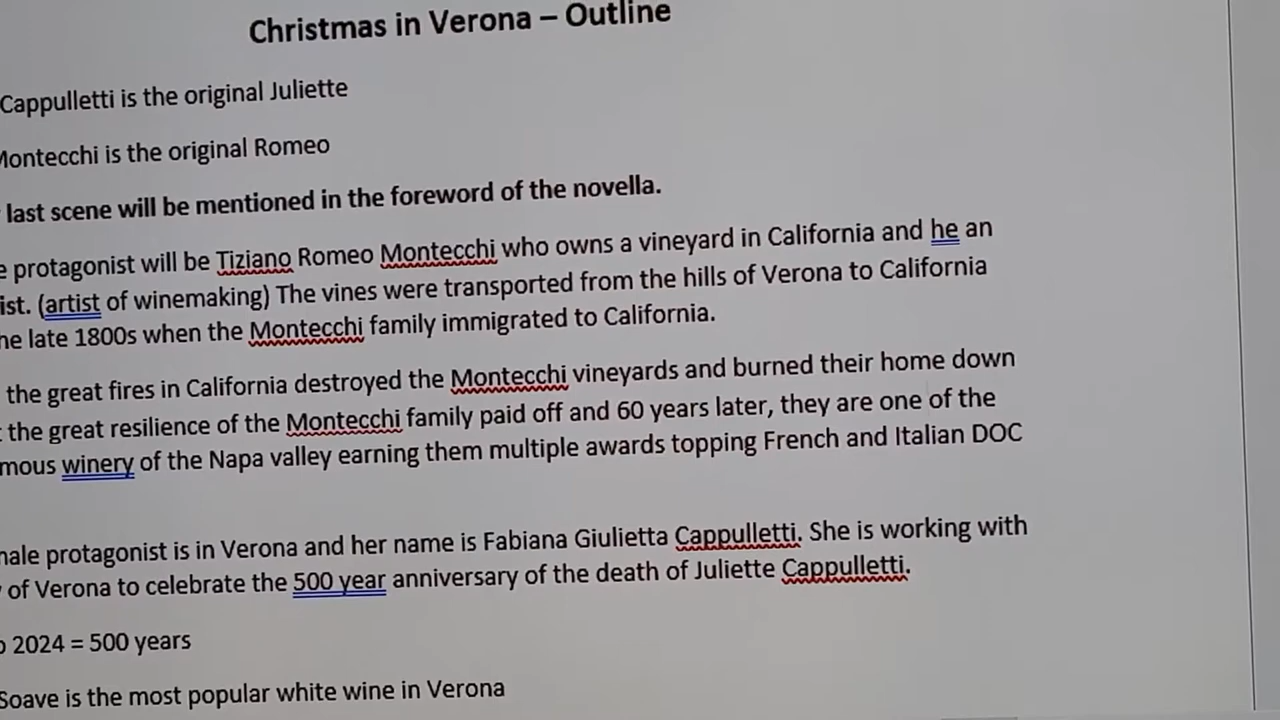 Christmas in Verona – Outline
Cappulletti is the original Juliette
Montecchi is the original Romeo
last scene will be mentioned in the foreword of the novella.
protagonist will be Tiziano Romeo Montecchi who owns a vineyard in California and he an
ist. (artist of winemaking) The vines were transported from the hills of Verona to California
he late 1800s when the Montecchi family immigrated to California.
the great fires in California destroyed the Montecchi vineyards and burned their home down
the great resilience of the Montecchi family paid off and 60 years later, they are one of the
mous winery of the Napa valley earning them multiple awards topping French and Italian DOC
nale protagonist is in Verona and her name is Fabiana Giulietta Cappulletti. She is working with
of Verona to celebrate the 500 year anniversary of the death of Juliette Cappulletti.
2024 = 500 years
Soave is the most popular white wine in Verona